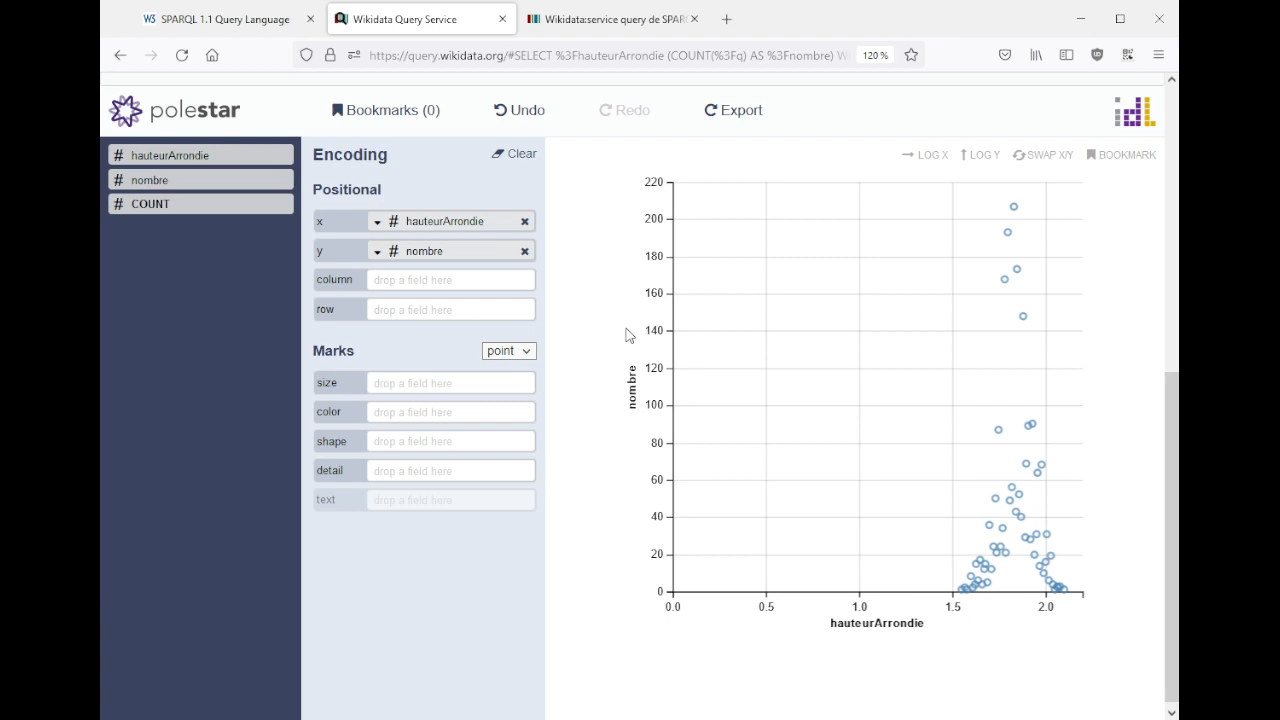 SPARQL 1.1 Query Language
Wikidata Query Service
Wikidata:service query de SPAR
https://query.wikidata.org/#SELECT %3FhauteurArrondie (COUNT(%3Fq) AS %3Fnombre) W
120 %
polestar
Bookmarks (0)
Undo
Redo
Export
# hauteurArrondie
# nombre
# COUNT
Encoding
Clear
Positional
x # hauteurArrondie
y # nombre
column drop a field here
row drop a field here
Marks point
size drop a field here
color drop a field here
shape drop a field here
detail drop a field here
text drop a field here
LOG X LOG Y SWAP X/Y BOOKMARK
220
200
180
160
140
120
100
80
60
40
20
0
nombre
0.0 0.5 1.0 1.5 2.0
hauteurArrondie